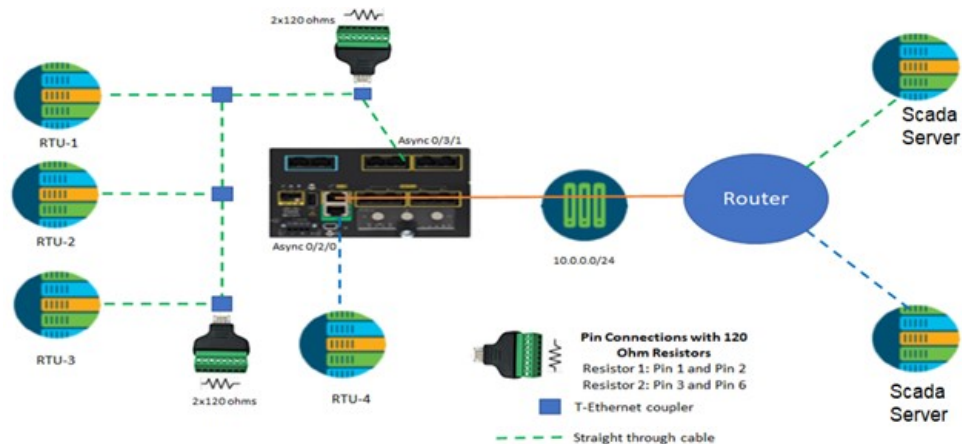 2x120 ohms
RTU-1
Async 0/3/1
Scada
Server
RTU-2
Router
Async 0/2/0
10.0.0.0/24
RTU-3
2x120 ohms
RTU-4
Pin Connections with 120
Ohm Resistors
Resistor 1: Pin 1 and Pin 2
Resistor 2: Pin 3 and Pin 6
T-Ethernet coupler
Straight through cable
Scada
Server